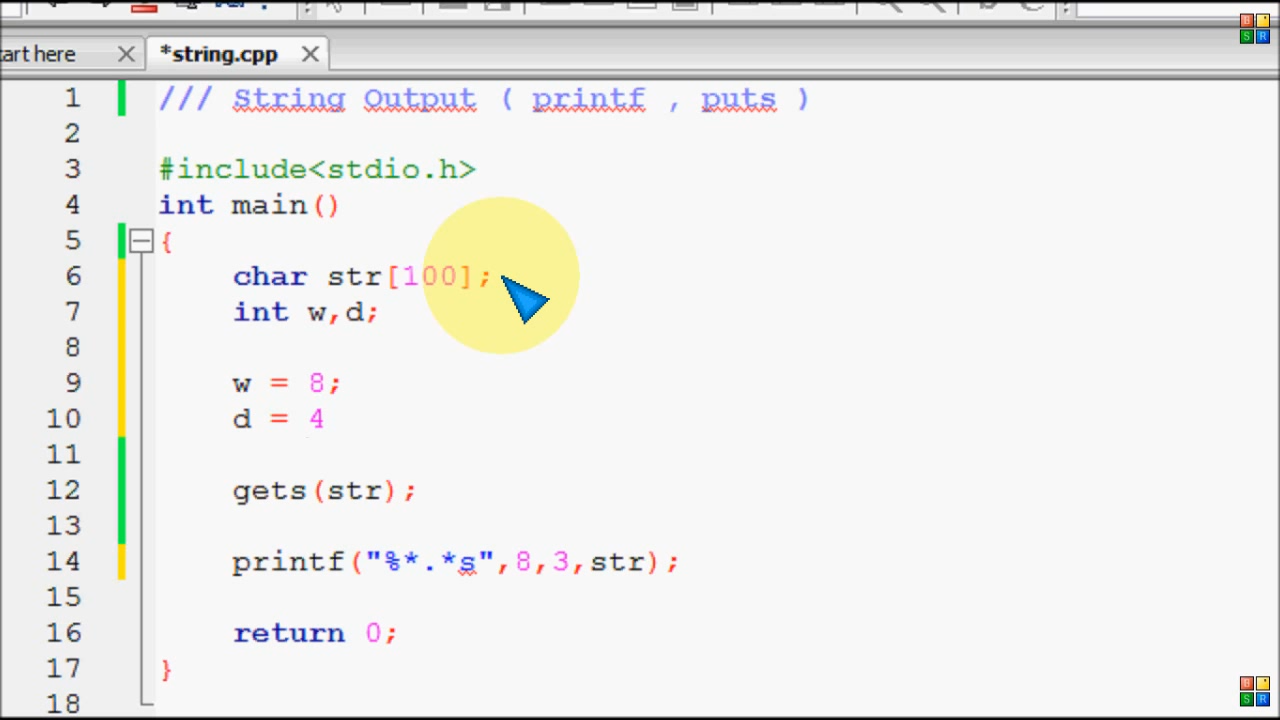 art here
*string.cpp
1 /// String Output ( printf , puts )
2
3 #include<stdio.h>
4 int main()
5 {
6 char str[100];
7 int w,d;
8
9 w = 8;
10 d = 4
11
12 gets(str);
13
14 printf("%*.*s",8,3,str);
15
16 return 0;
17 }
18
B
S R
B
S R